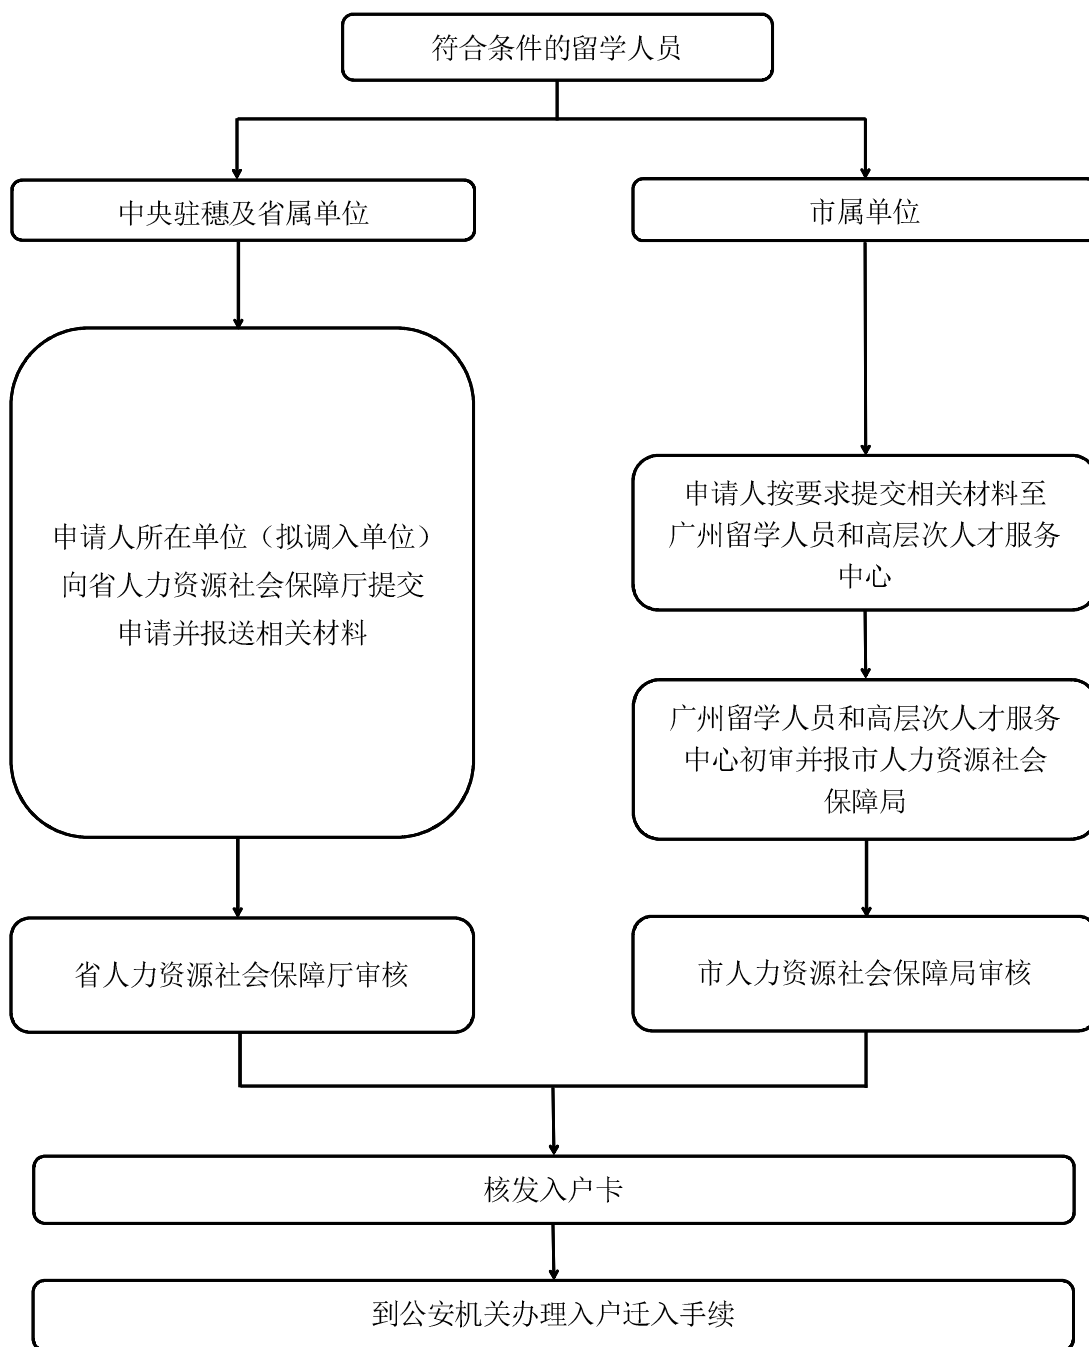 符合条件的留学人员
中央驻穗及省属单位
市属单位
申请人所在单位（拟调入单位）
向省人力资源社会保障厅提交
申请并报送相关材料
申请人按要求提交相关材料至
广州留学人员和高层次人才服务
中心
广州留学人员和高层次人才服务
中心初审并报市人力资源社会
保障局
省人力资源社会保障厅审核
市人力资源社会保障局审核
核发入户卡
到公安机关办理入户迁入手续